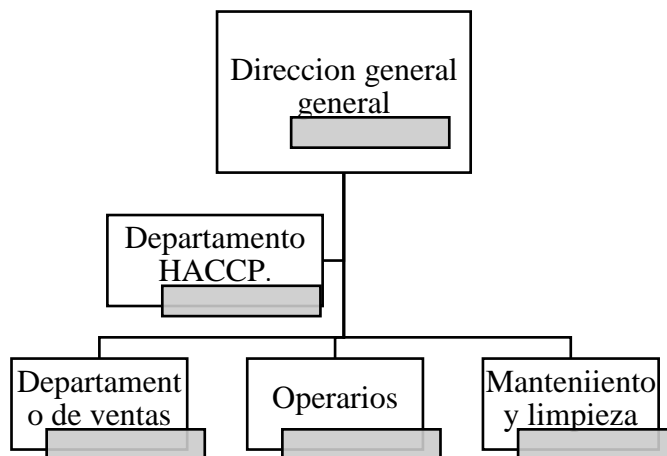 Direccion general
general
Departamento
HACCP.
Departament
o de ventas
Operarios
Manteniiento
y limpieza